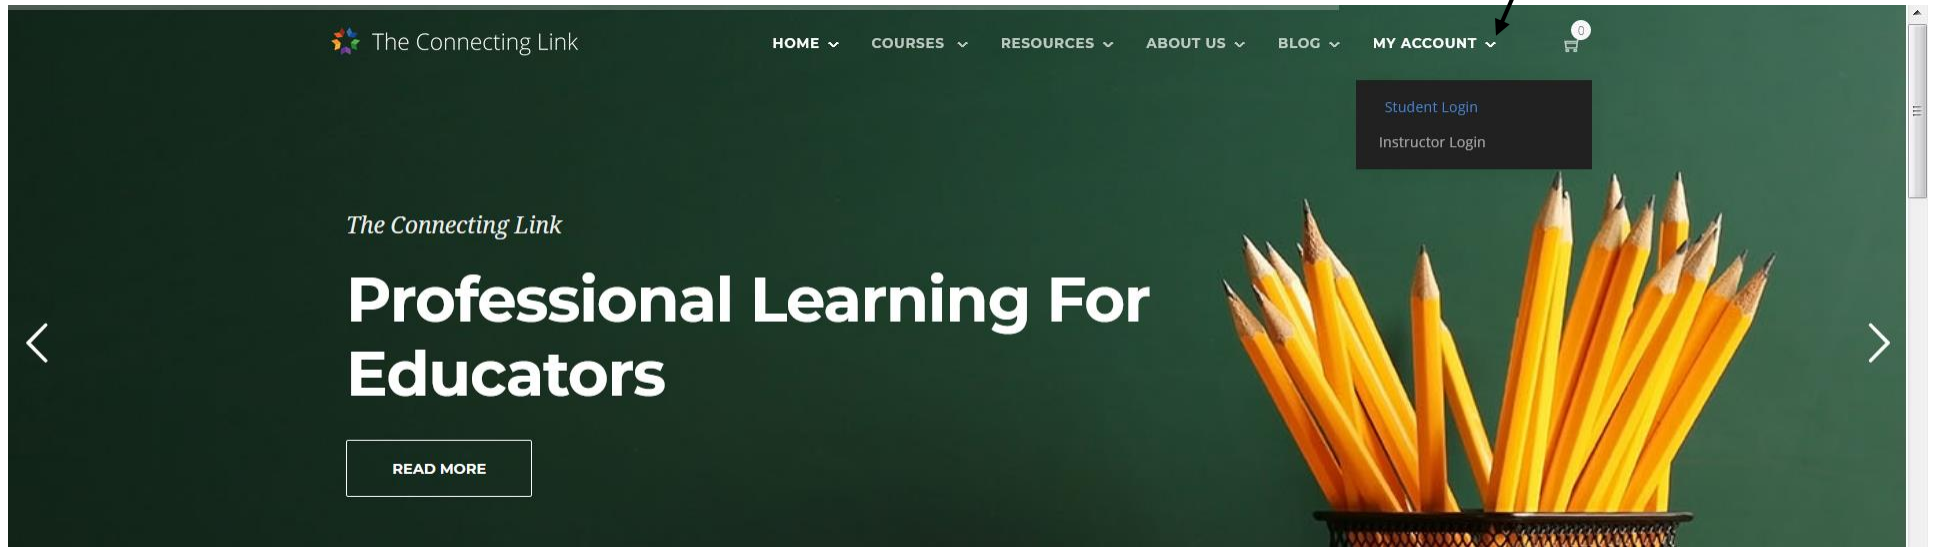 The Connecting Link
HOME COURSES RESOURCES ABOUT US BLOG MY ACCOUNT 0
Student Login
Instructor Login
The Connecting Link
Professional Learning For
Educators
READ MORE